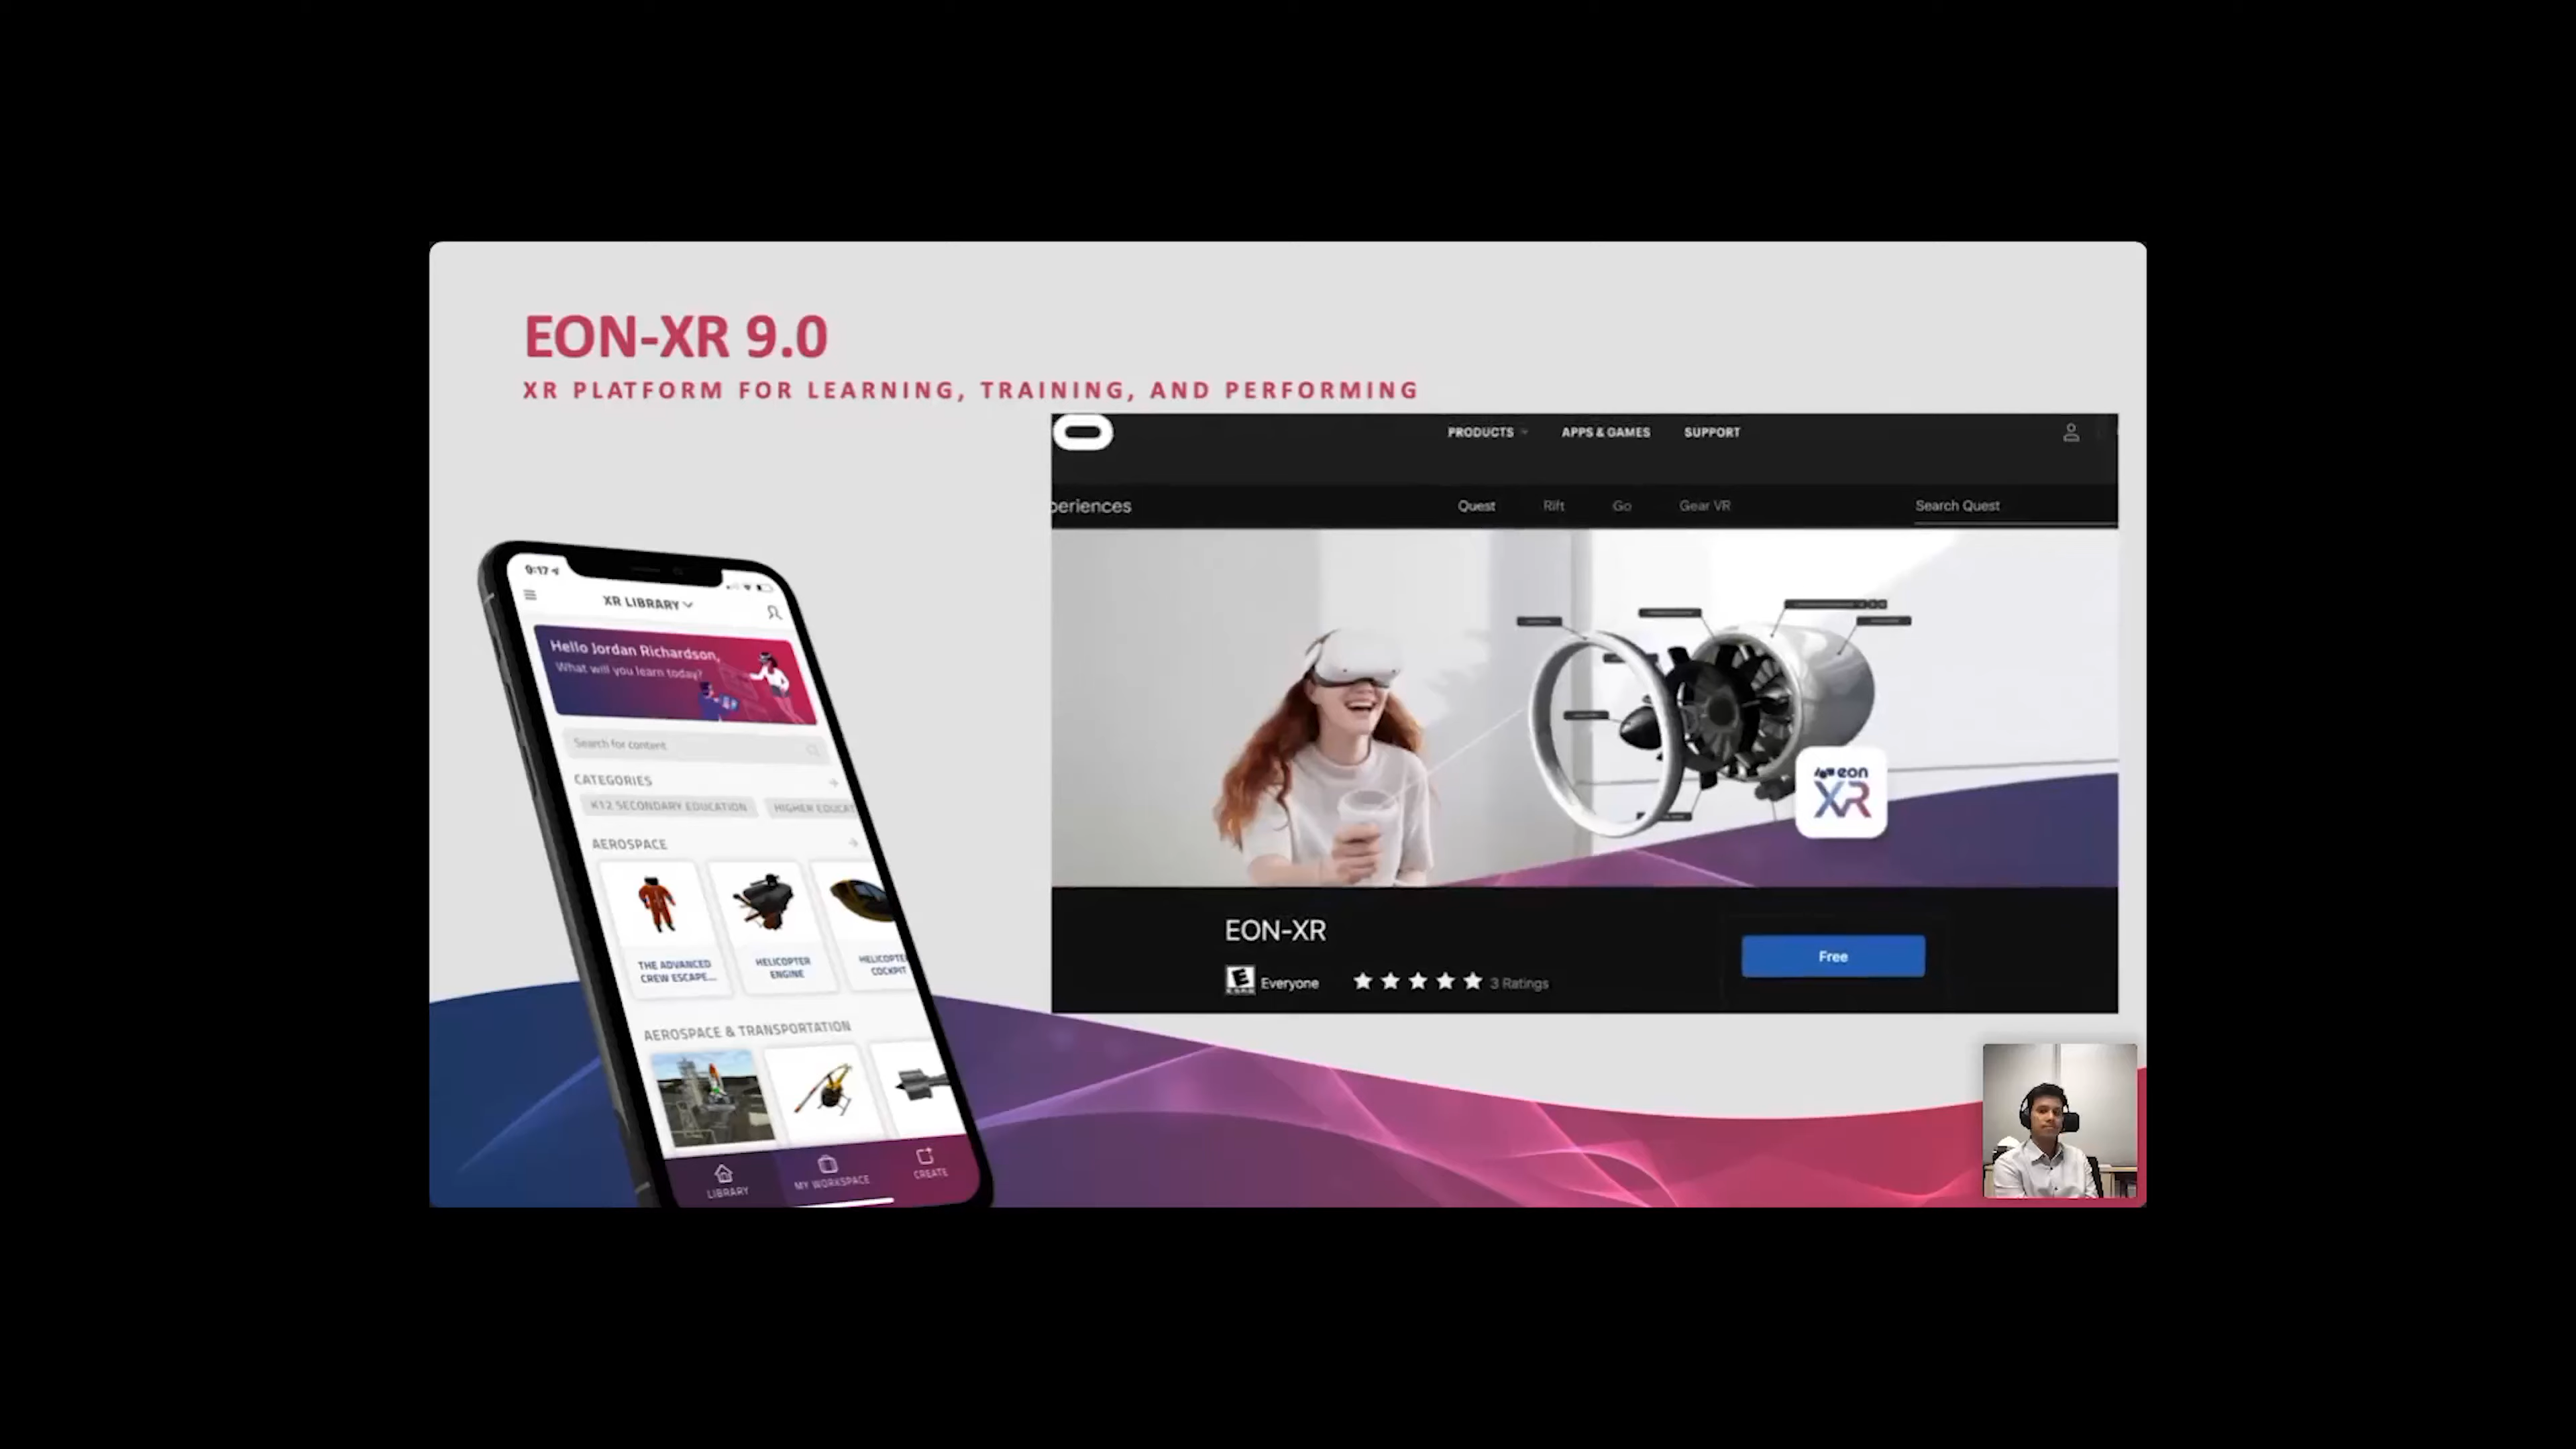 EON-XR 9.0
XR PLATFORM FOR LEARNING, TRAINING, AND PERFORMING
PRODUCTS
APPS & GAMES
SUPPORT
periences
Quest
Rift
Go
Gear VR
Search Quest
eon
XR
EON-XR
Free
E
Everyone
3 Ratings
9:17
XR LIBRARY
Hello Jordan Richardson,
What will you learn today?
Search for content
CATEGORIES
K12 SECONDARY EDUCATION
HIGHER EDUCAT
AEROSPACE
THE ADVANCED
CREW ESCAPE...
HELICOPTER
ENGINE
HELICOPTE
COCKPIT
AEROSPACE & TRANSPORTATION
LIBRARY
MY WORKSPACE
CREATE